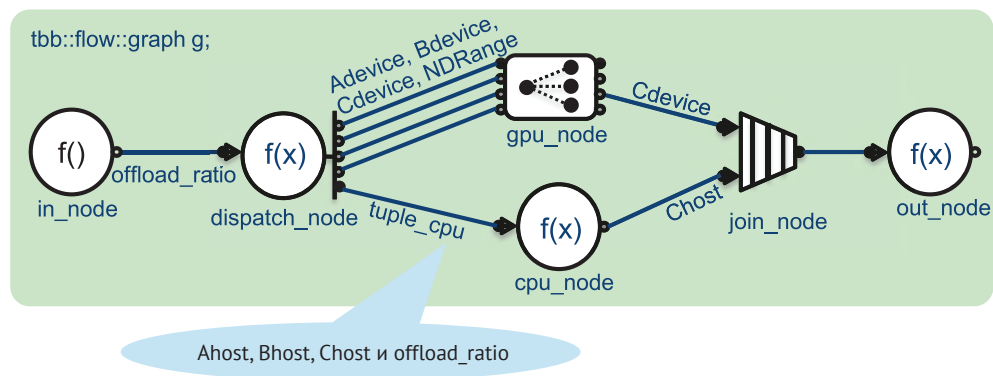 tbb::flow::graph g;
Adevice, Bdevice,
Cdevice, NDRange
f()
offload_ratio
in_node
f(x)
dispatch_node
gpu_node
Cdevice
tuple_cpu
f(x)
cpu_node
Chost
join_node
f(x)
out_node
Ahost, Bhost, Chost и offload_ratio